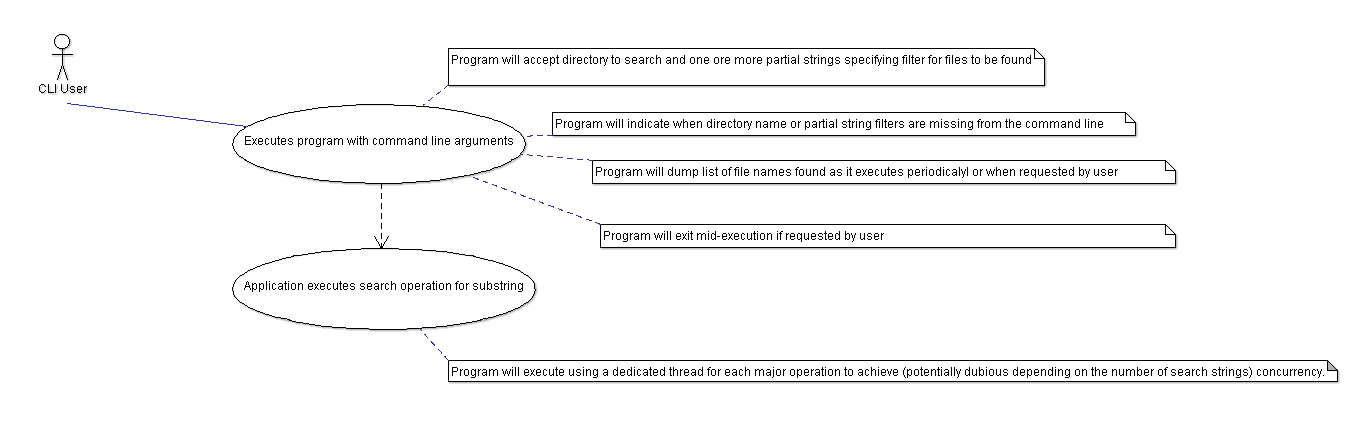 CLI User
Program will accept directory to search and one ore more partial strings specifying filter for files to be found
Program will indicate when directory name or partial string filters are missing from the command line
Executes program with command line arguments
Program will dump list of file names found as it executes periodicalyl or when requested by user
Program will exit mid-execution if requested by user
Application executes search operation for substring
Program will execute using a dedicated thread for each major operation to achieve (potentially dubious depending on the number of search strings) concurrency.